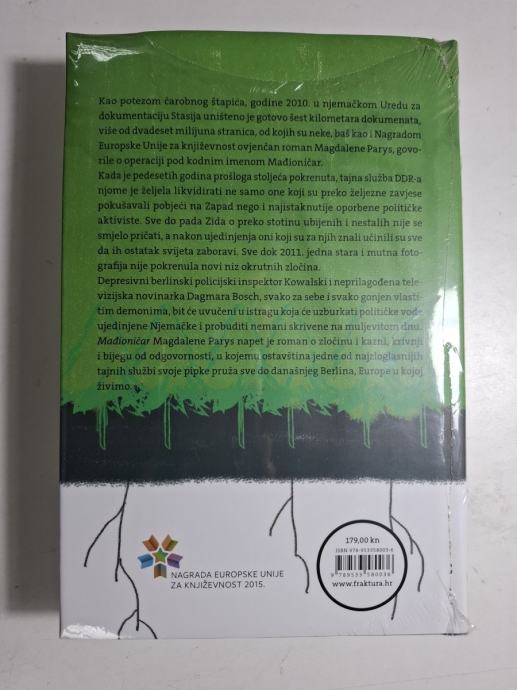 Kao potezom čarobnog štapića, godine 2010. u njemačkom Uredu za
dokumentaciju Stasija uništeno je gotovo šest kilometara dokumenata,
više od dvadeset milijuna stranica, od kojih su neke, baš kao i Nagradom
Europske Unije za književnost ovjenčan roman Magdalene Parys, govo-
rile o operaciji pod kodnim imenom Mađioničar.
Kada je pedesetih godina prošloga stoljeća pokrenuta, tajna služba DDR-a
njome je željela likvidirati ne samo one koji su preko željezne zavjese
pokušavali pobjeći na Zapad nego i najistaknutije oporbene političke
aktiviste. Sve do pada Zida o preko stotinu ubijenih i nestalih nije se
smjelo pričati, a nakon ujedinjenja oni koji su za njih znali učinili su sve
da ih ostatak svijeta zaboravi. Sve dok 2011. jedna stara i mutna foto-
grafija nije pokrenula novi niz okrutnih zločina.
Depresivni berlinski policijski inspektor Kowalski i neprilagođena tele-
vizijska novinarka Dagmara Bosch, svako za sebe i svako gonjen vlasti-
tim demonima, bit će uvučeni u istragu koja će uzburkati političke vode
ujedinjene Njemačke i probuditi nemani skrivene na muljevitom dnu.
Mađioničar Magdalene Parys napet je roman o zločinu i kazni, krivnji
i bijegu od odgovornosti, u kojemu ostavština jedne od najzloglasnijih
tajnih službi svoje pipke pruža sve do današnjeg Berlina, Europe u kojoj
živimo.
NAGRADA EUROPSKE UNIJE
ZA KNJIŽEVNOST 2015.
179,00 kn
ISBN 978-953358003-6
9 789533 580036
www.fraktura.hr